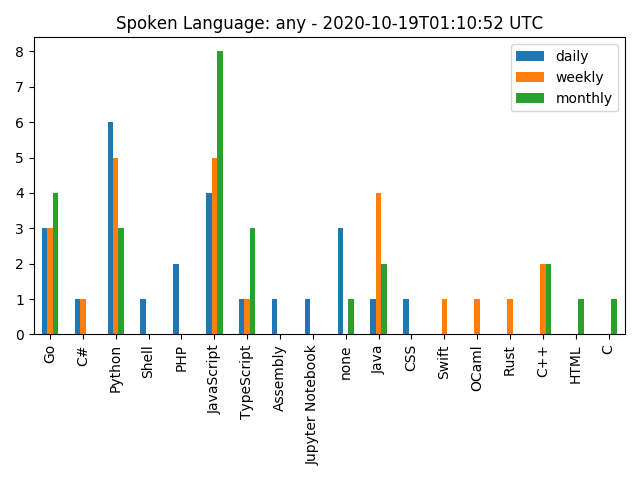 Spoken Language: any - 2020-10-19T01:10:52 UTC
daily
weekly
monthly
8
7
6
5
4
3
2
1
0
Go
C#
Python
Shell
PHP
JavaScript
TypeScript
Assembly
Jupyter Notebook
none
Java
CSS
Swift
OCaml
Rust
C++
HTML
C